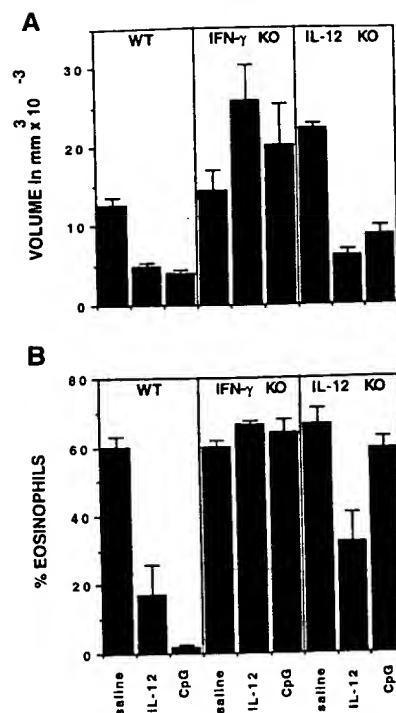 A
WT IFN-γ KO IL-12 KO
VOLUME in mm x 10
3 -3
30
20
10
0
B
WT IFN-γ KO IL-12 KO
% EOSINOPHILS
80
60
40
20
0
saline IL-12 CpG saline IL-12 CpG saline IL-12 CpG